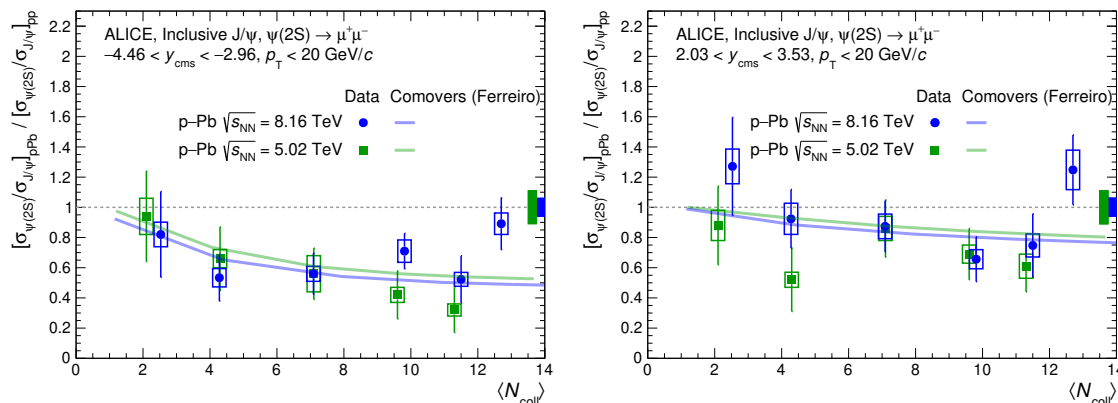 ALICE, Inclusive J/ψ, ψ(2S) → μ⁺μ⁻
−4.46 < y_cms < −2.96, p_T < 20 GeV/c
Data Comovers (Ferreiro)
p–Pb √s_NN = 8.16 TeV
p–Pb √s_NN = 5.02 TeV
[σ_ψ(2S)/σ_J/ψ]_pPb / [σ_ψ(2S)/σ_J/ψ]_pp
2.2
2
1.8
1.6
1.4
1.2
1
0.8
0.6
0.4
0.2
0
0 2 4 6 8 10 12 14
⟨N_coll⟩
ALICE, Inclusive J/ψ, ψ(2S) → μ⁺μ⁻
2.03 < y_cms < 3.53, p_T < 20 GeV/c
Data Comovers (Ferreiro)
p–Pb √s_NN = 8.16 TeV
p–Pb √s_NN = 5.02 TeV
[σ_ψ(2S)/σ_J/ψ]_pPb / [σ_ψ(2S)/σ_J/ψ]_pp
2.2
2
1.8
1.6
1.4
1.2
1
0.8
0.6
0.4
0.2
0
0 2 4 6 8 10 12 14
⟨N_coll⟩